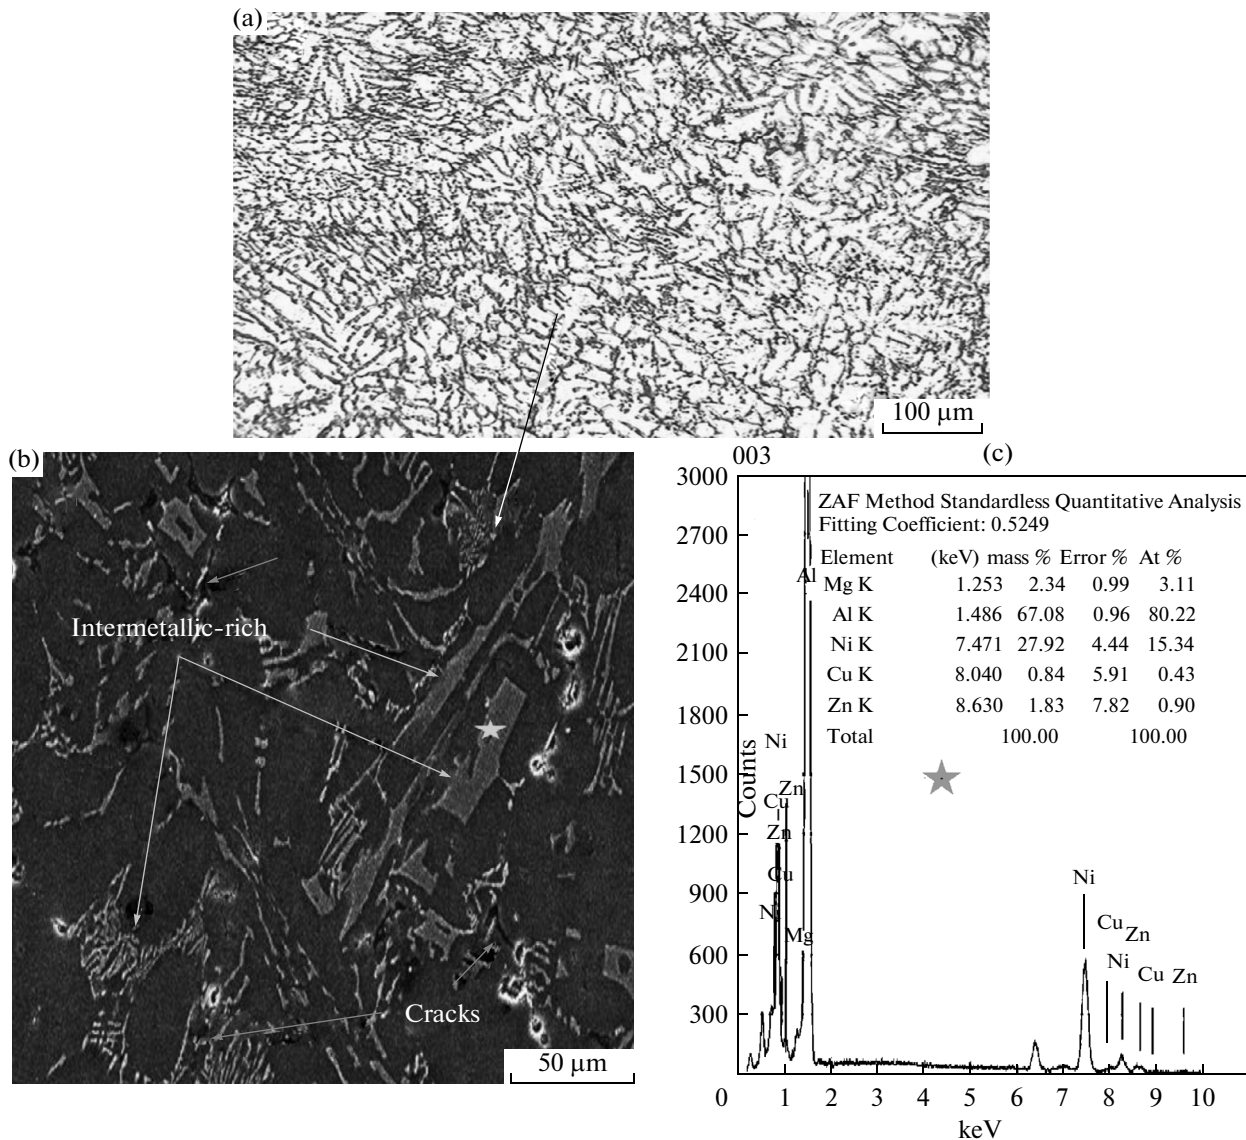 (a)
100 μm
(b)
Intermetallic-rich
Cracks
50 μm
003
(c)
ZAF Method Standardless Quantitative Analysis
Fitting Coefficient: 0.5249
Element (keV) mass % Error % At %
Mg K 1.253 2.34 0.99 3.11
Al K 1.486 67.08 0.96 80.22
Ni K 7.471 27.92 4.44 15.34
Cu K 8.040 0.84 5.91 0.43
Zn K 8.630 1.83 7.82 0.90
Total 100.00 100.00
3000
2700
2400
2100
1800
1500
1200
900
600
300
0 1 2 3 4 5 6 7 8 9 10
Counts
keV
Al
Ni
Zn
Cu
Zn
Cu
Mg
Ni
Cu Zn
Ni Cu Zn